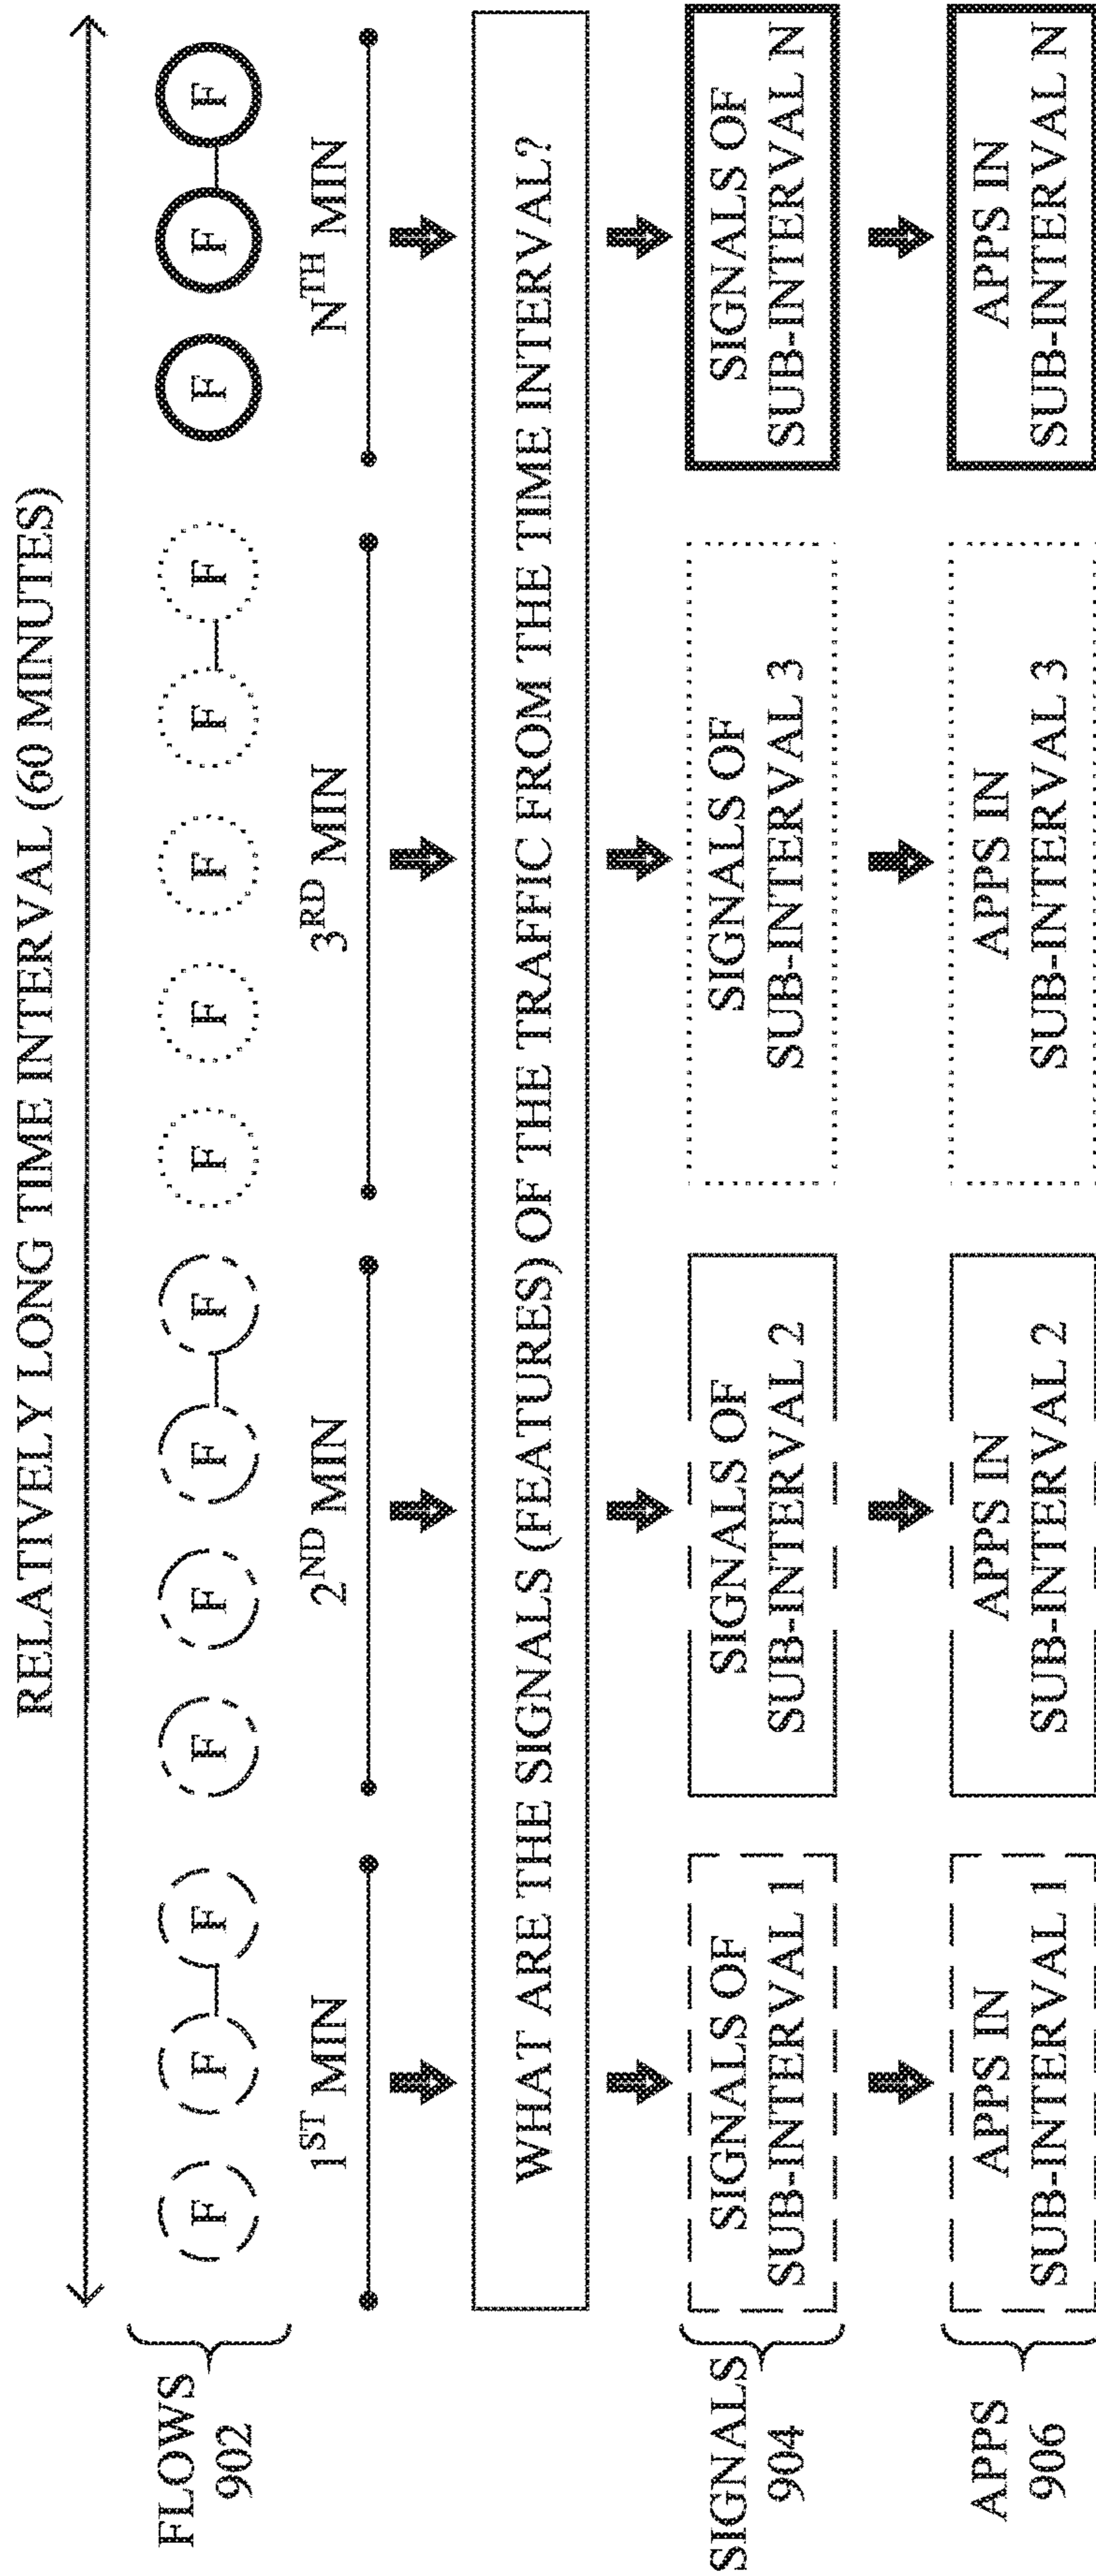 RELATIVELY LONG TIME INTERVAL (60 MINUTES)
FLOWS
902
F F F F F F F F F F F F F F F
1ST MIN
2ND MIN
3RD MIN
NTH MIN
WHAT ARE THE SIGNALS (FEATURES) OF THE TRAFFIC FROM THE TIME INTERVAL?
SIGNALS
904
SIGNALS OF
SUB-INTERVAL 1
SIGNALS OF
SUB-INTERVAL 2
SIGNALS OF
SUB-INTERVAL 3
SIGNALS OF
SUB-INTERVAL N
APPS
906
APPS IN
SUB-INTERVAL 1
APPS IN
SUB-INTERVAL 2
APPS IN
SUB-INTERVAL 3
APPS IN
SUB-INTERVAL N